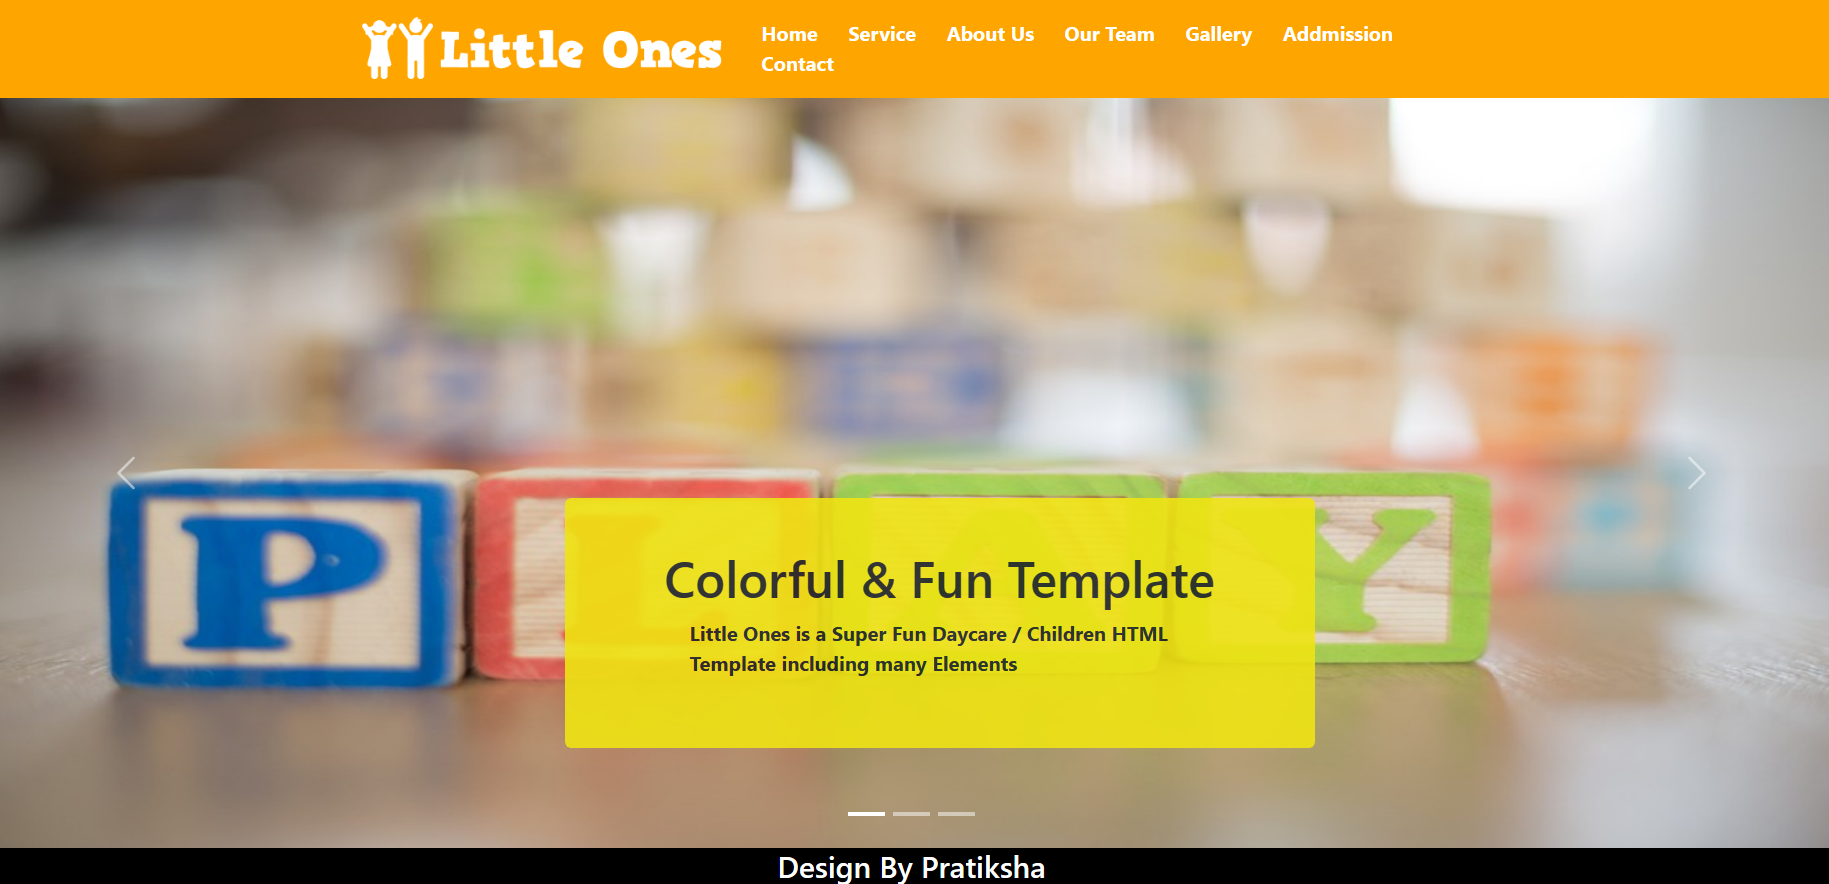 Little Ones
Home Service About Us Our Team Gallery Addmission
Contact
P L A Y
Colorful & Fun Template
Little Ones is a Super Fun Daycare / Children HTML
Template including many Elements
Design By Pratiksha